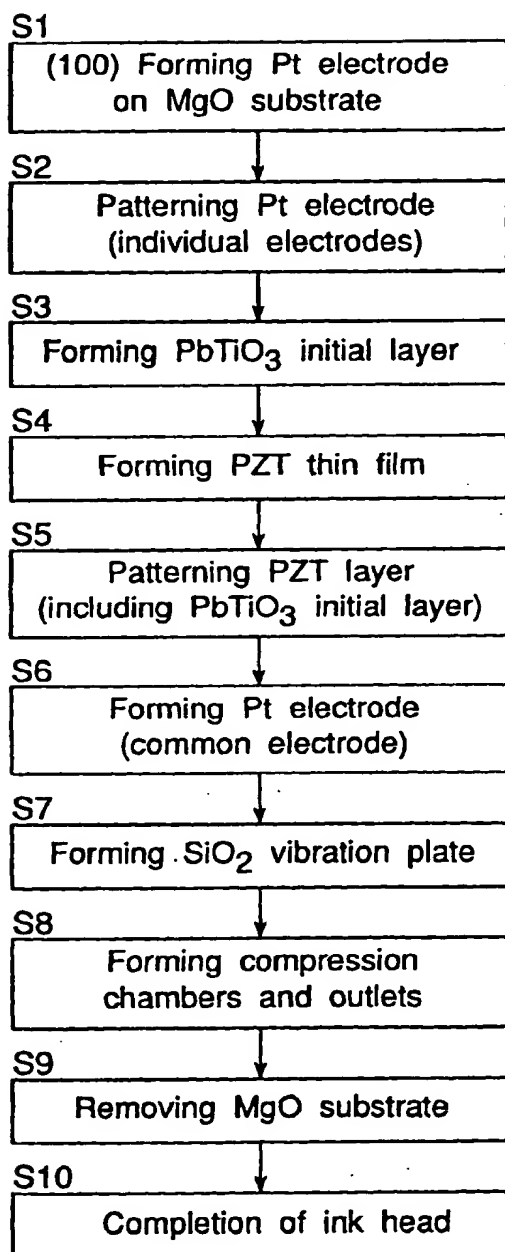 S1
(100) Forming Pt electrode
on MgO substrate
S2
Patterning Pt electrode
(individual electrodes)
S3
Forming PbTiO3 initial layer
S4
Forming PZT thin film
S5
Patterning PZT layer
(including PbTiO3 initial layer)
S6
Forming Pt electrode
(common electrode)
S7
Forming SiO2 vibration plate
S8
Forming compression
chambers and outlets
S9
Removing MgO substrate
S10
Completion of ink head